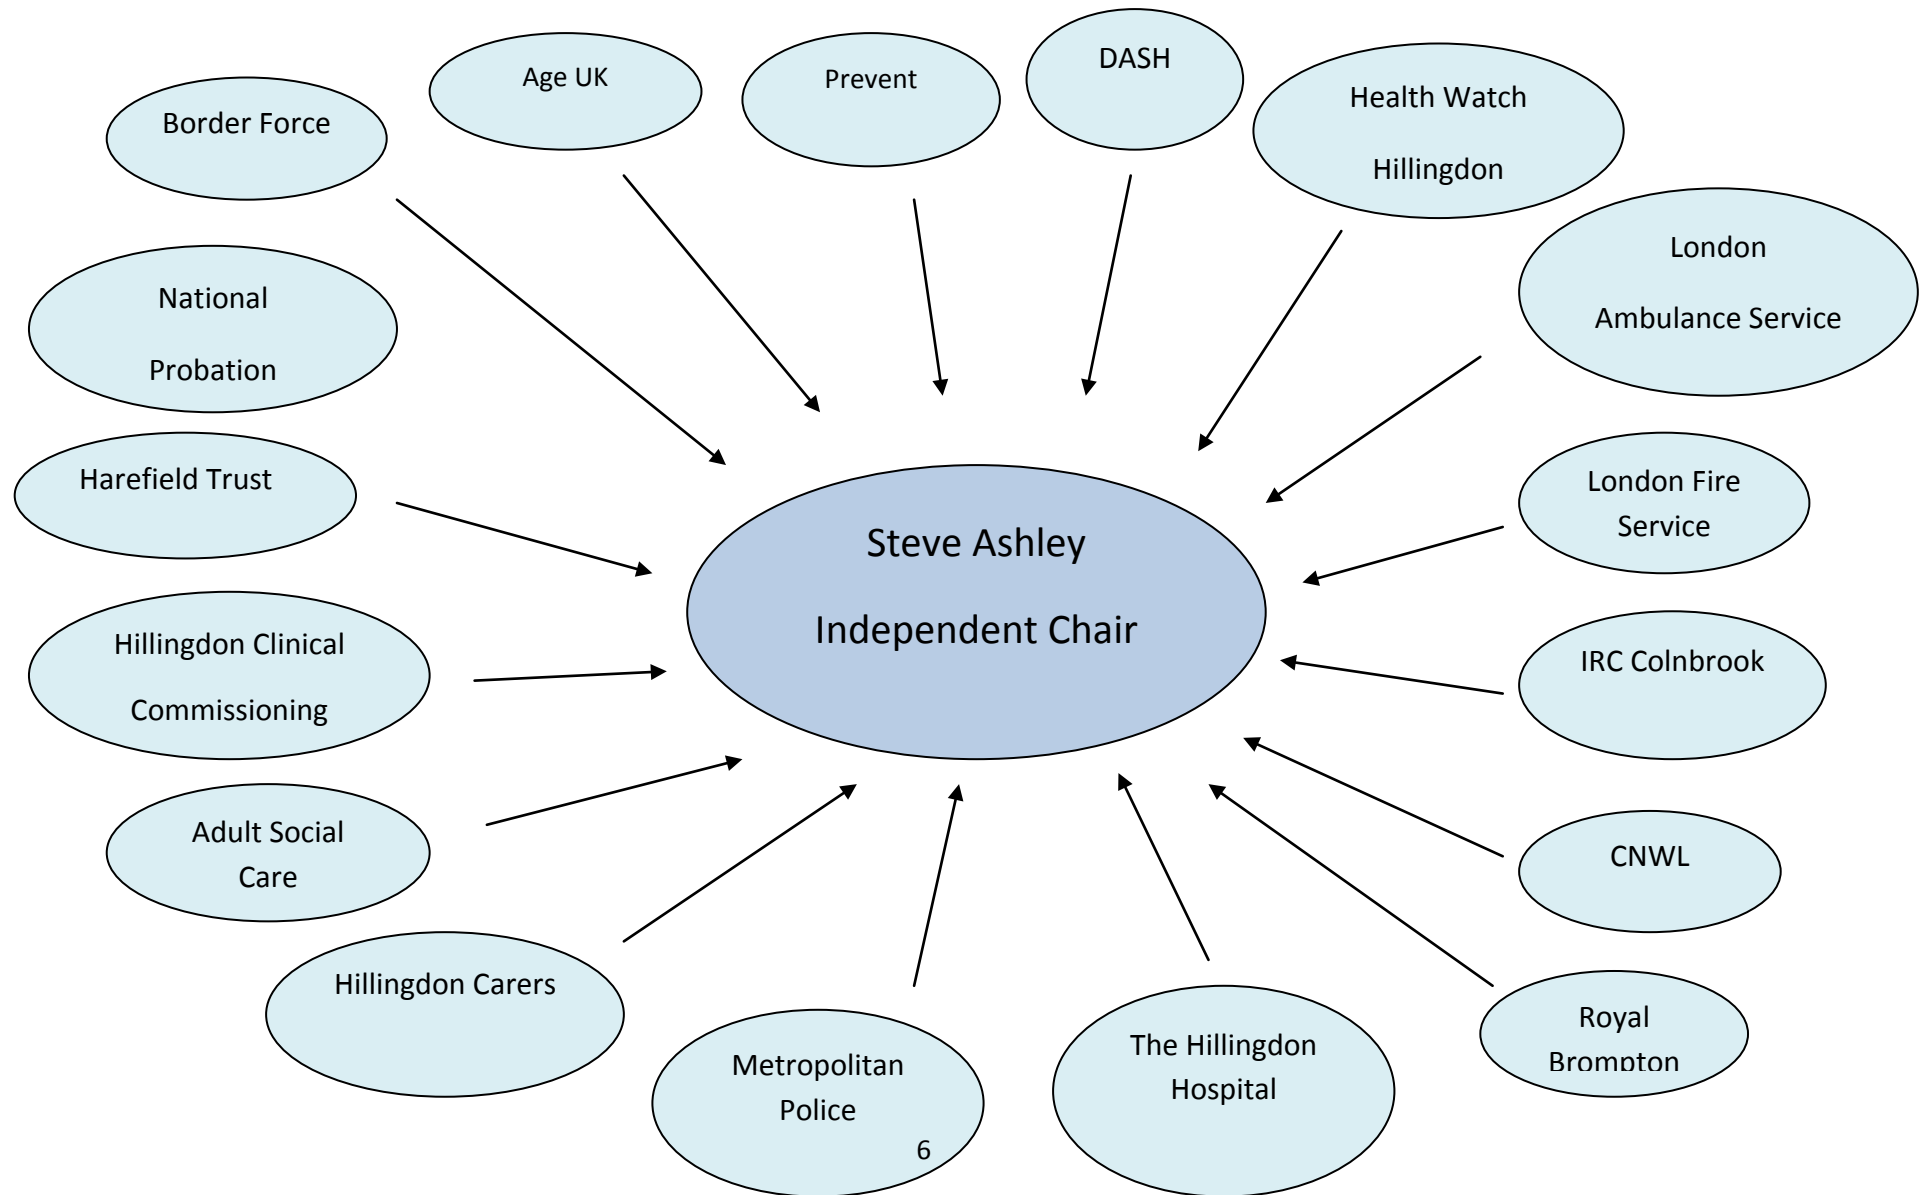 Border Force
Age UK
Prevent
DASH
Health Watch
Hillingdon
National
Probation
London
Ambulance Service
Harefield Trust
London Fire
Service
Steve Ashley
Independent Chair
Hillingdon Clinical
Commissioning
IRC Colnbrook
Adult Social
Care
CNWL
Hillingdon Carers
Metropolitan
Police
The Hillingdon
Hospital
Royal
Brompton
6